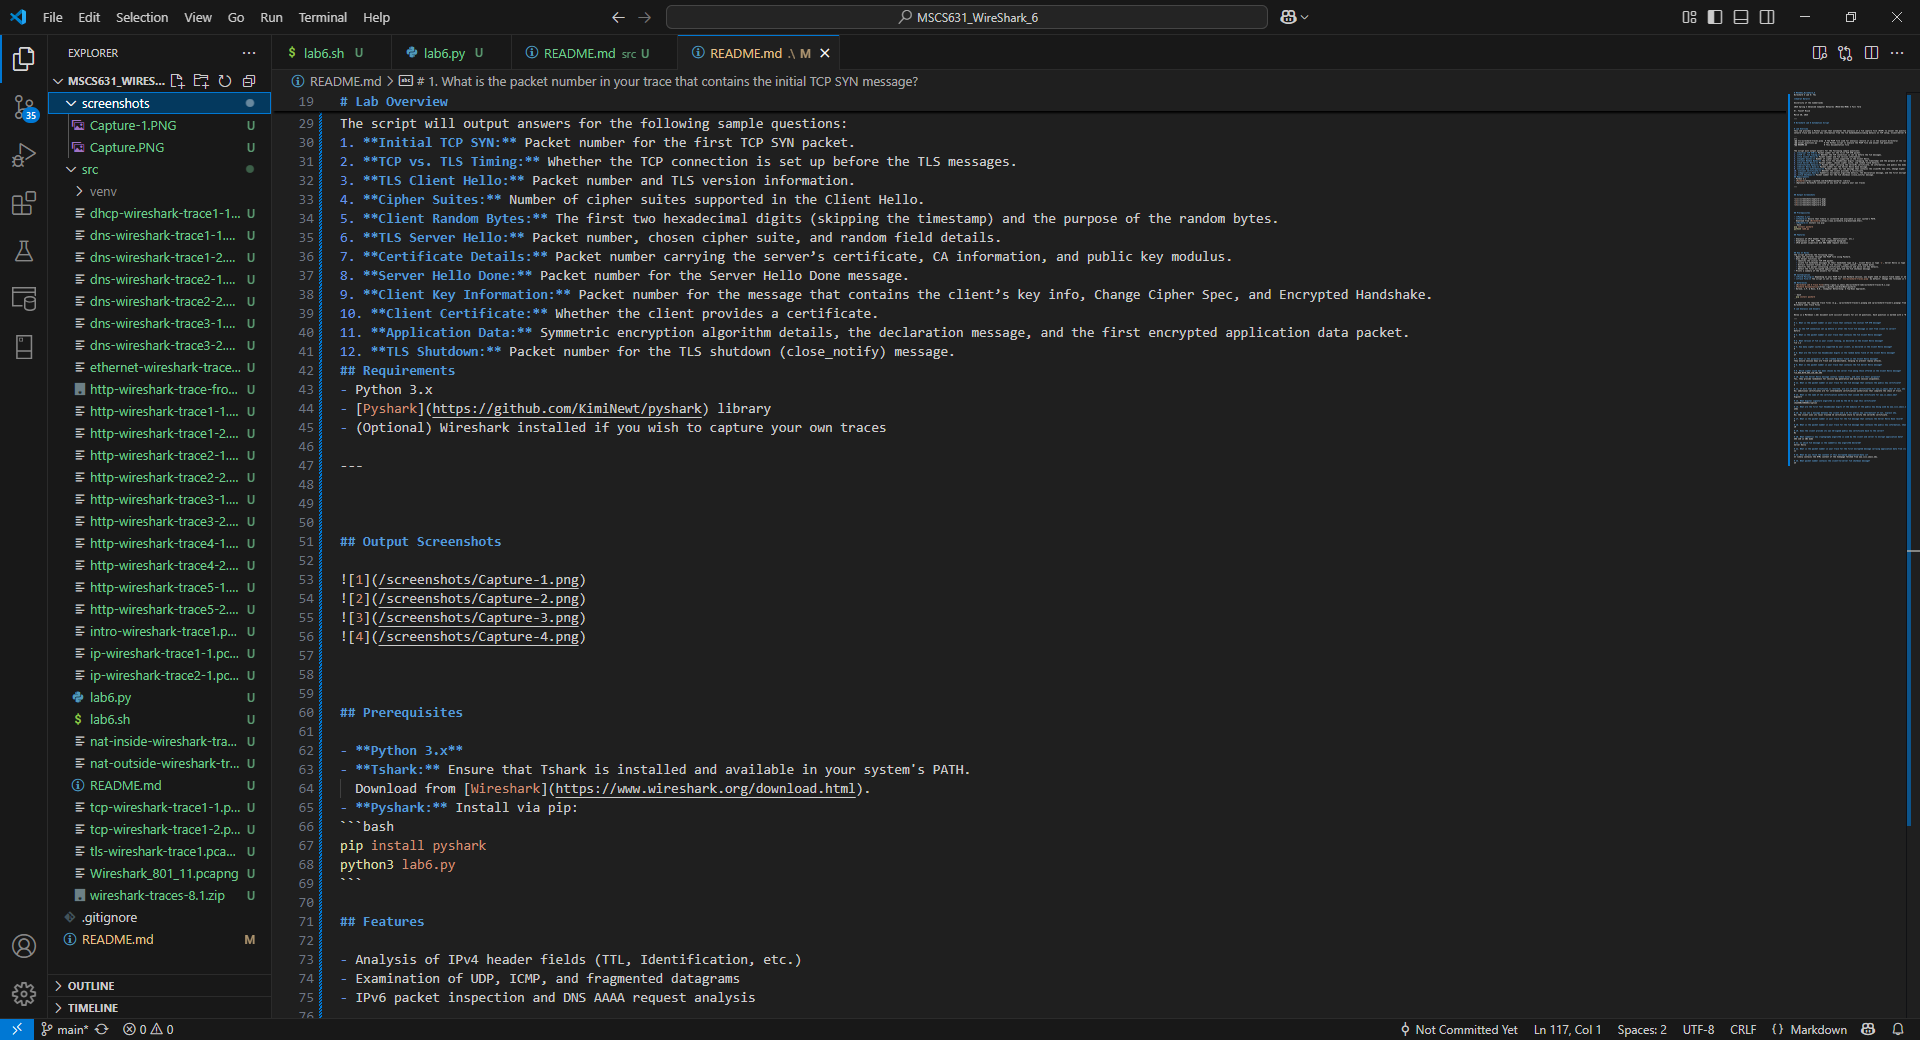 File Edit Selection View Go Run Terminal Help
MSCS631_WireShark_6
EXPLORER
MSCS631_WIRES...
screenshots
Capture-1.PNG U
Capture.PNG U
src
venv
dhcp-wireshark-trace1-1... U
dns-wireshark-trace1-1.... U
dns-wireshark-trace1-2.... U
dns-wireshark-trace2-1.... U
dns-wireshark-trace2-2.... U
dns-wireshark-trace3-1.... U
dns-wireshark-trace3-2.... U
ethernet-wireshark-trace... U
http-wireshark-trace-fro... U
http-wireshark-trace1-1.... U
http-wireshark-trace1-2.... U
http-wireshark-trace2-1.... U
http-wireshark-trace2-2.... U
http-wireshark-trace3-1.... U
http-wireshark-trace3-2.... U
http-wireshark-trace4-1.... U
http-wireshark-trace4-2.... U
http-wireshark-trace5-1.... U
http-wireshark-trace5-2.... U
intro-wireshark-trace1.p... U
ip-wireshark-trace1-1.pc... U
ip-wireshark-trace2-1.pc... U
lab6.py U
$ lab6.sh U
nat-inside-wireshark-tra... U
nat-outside-wireshark-tr... U
README.md U
tcp-wireshark-trace1-1.p... U
tcp-wireshark-trace1-2.p... U
tls-wireshark-trace1.pca... U
Wireshark_801_11.pcapng U
wireshark-traces-8.1.zip U
.gitignore
README.md M
OUTLINE
TIMELINE
35
$ lab6.sh U
lab6.py U
README.md src U
README.md .\ M
README.md > # 1. What is the packet number in your trace that contains the initial TCP SYN message?
19 # Lab Overview
29 The script will output answers for the following sample questions:
30 1. **Initial TCP SYN:** Packet number for the first TCP SYN packet.
31 2. **TCP vs. TLS Timing:** Whether the TCP connection is set up before the TLS messages.
32 3. **TLS Client Hello:** Packet number and TLS version information.
33 4. **Cipher Suites:** Number of cipher suites supported in the Client Hello.
34 5. **Client Random Bytes:** The first two hexadecimal digits (skipping the timestamp) and the purpose of the random bytes.
35 6. **TLS Server Hello:** Packet number, chosen cipher suite, and random field details.
36 7. **Certificate Details:** Packet number carrying the server’s certificate, CA information, and public key modulus.
37 8. **Server Hello Done:** Packet number for the Server Hello Done message.
38 9. **Client Key Information:** Packet number for the message that contains the client’s key info, Change Cipher Spec, and Encrypted Handshake.
39 10. **Client Certificate:** Whether the client provides a certificate.
40 11. **Application Data:** Symmetric encryption algorithm details, the declaration message, and the first encrypted application data packet.
41 12. **TLS Shutdown:** Packet number for the TLS shutdown (close_notify) message.
42 ## Requirements
43 - Python 3.x
44 - [Pyshark](https://github.com/KimiNewt/pyshark) library
45 - (Optional) Wireshark installed if you wish to capture your own traces
46
47 ---
48
49
50
51 ## Output Screenshots
52
53 ![1](/screenshots/Capture-1.png)
54 ![2](/screenshots/Capture-2.png)
55 ![3](/screenshots/Capture-3.png)
56 ![4](/screenshots/Capture-4.png)
57
58
59
60 ## Prerequisites
61
62 - **Python 3.x**
63 - **Tshark:** Ensure that Tshark is installed and available in your system's PATH.
64 Download from [Wireshark](https://www.wireshark.org/download.html).
65 - **Pyshark:** Install via pip:
66 ```bash
67 pip install pyshark
68 python3 lab6.py
69 ```
70
71 ## Features
72
73 - Analysis of IPv4 header fields (TTL, Identification, etc.)
74 - Examination of UDP, ICMP, and fragmented datagrams
75 - IPv6 packet inspection and DNS AAAA request analysis
76
main* 0 0 Not Committed Yet Ln 117, Col 1 Spaces: 2 UTF-8 CRLF {} Markdown